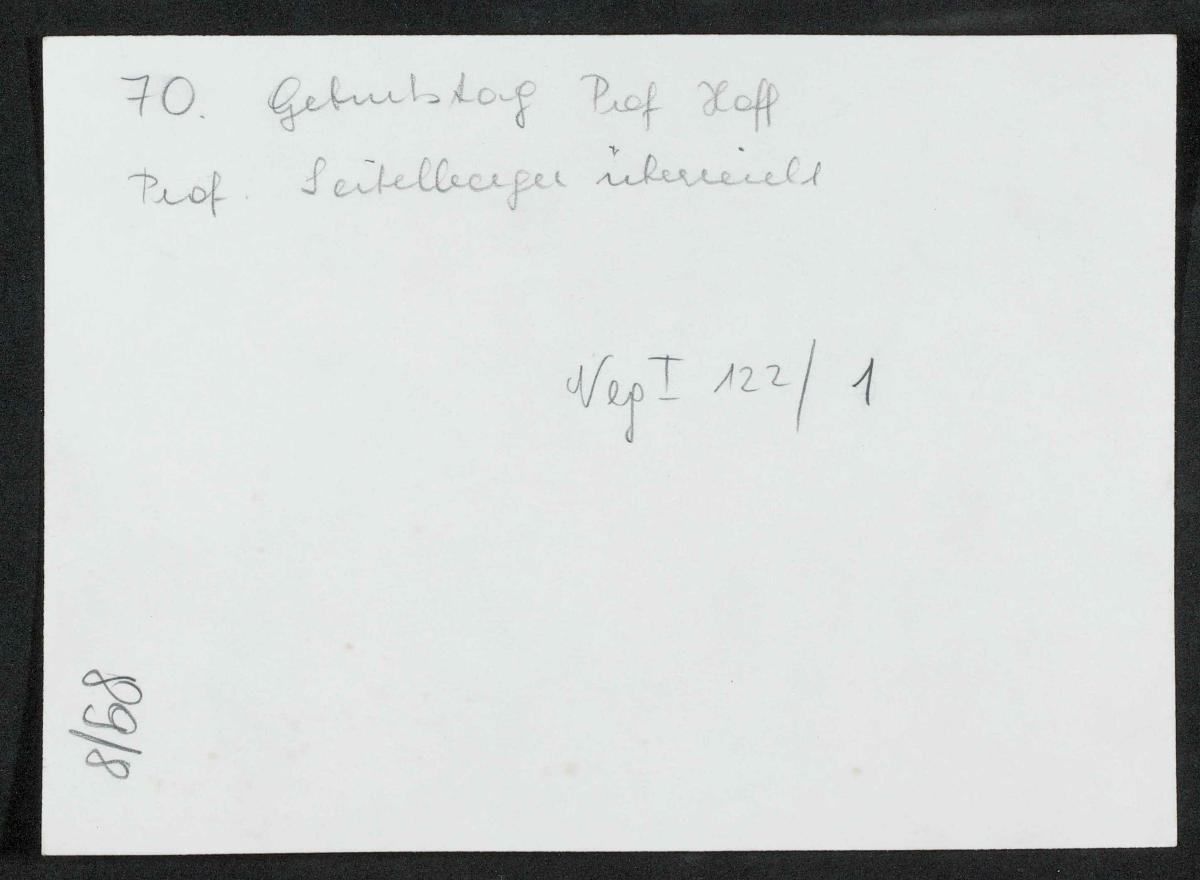 70. Geburtstag Prof Hoff
Prof. Seitelberger überreicht
Neg I 122/1
8/68